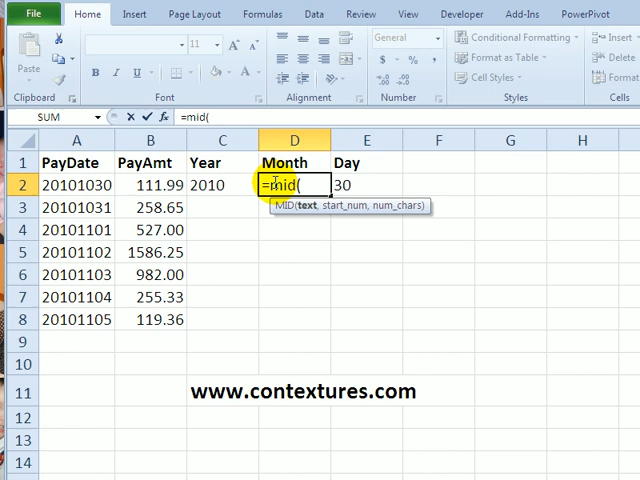 File Home Insert Page Layout Formulas Data Review View Developer Add-Ins PowerPivot
Paste
11
A A
General
Conditional Formatting
Insert
B I U
A
$ % ,
Format as Table
Delete
Cell Styles
Format
Clipboard Font Alignment Number Styles Cells
SUM =mid(
A B C D E F G H
1 PayDate PayAmt Year Month Day
2 20101030 111.99 2010 =mid( 30
MID(text, start_num, num_chars)
3 20101031 258.65
4 20101101 527.00
5 20101102 1586.25
6 20101103 982.00
7 20101104 255.33
8 20101105 119.36
9
10
11 www.contextures.com
12
13
14